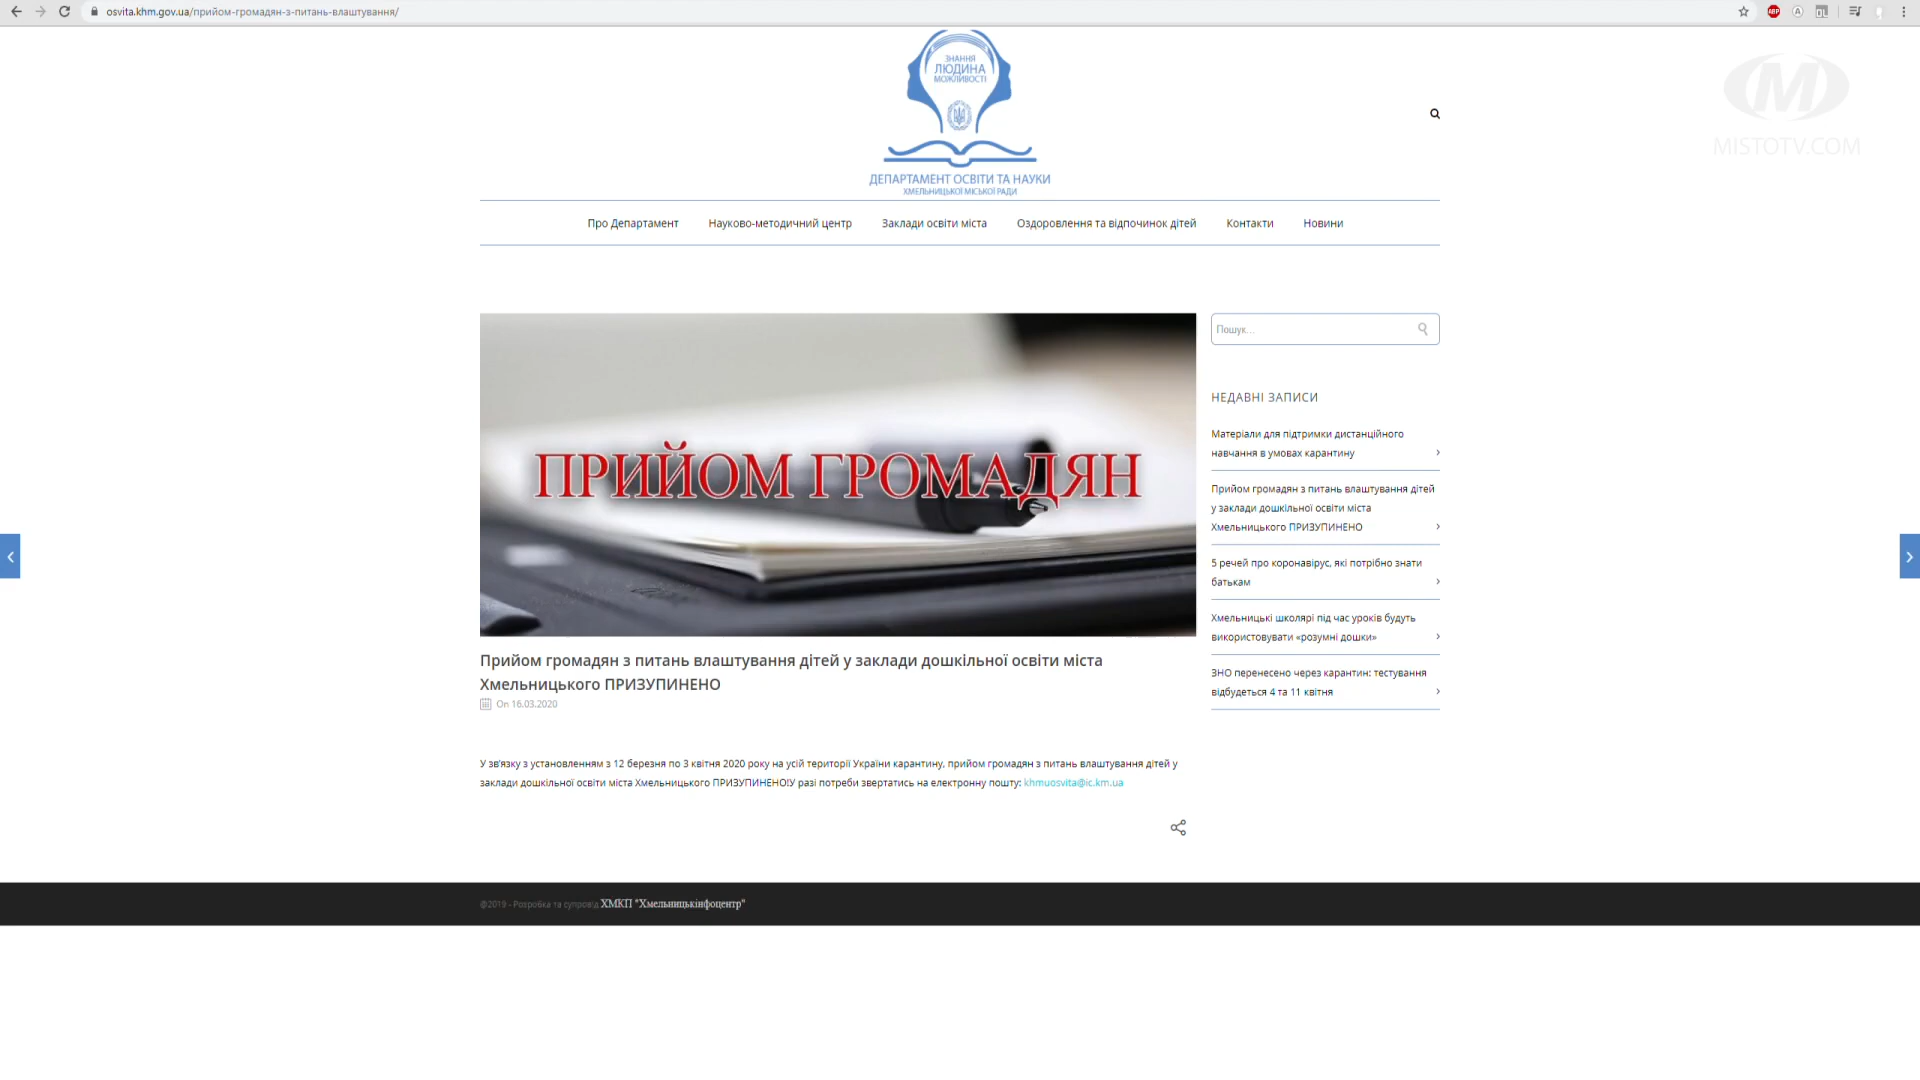 osvita.khm.gov.ua/прийом-громадян-з-питань-влаштування/
ABP
ЗНАННЯ
ЛЮДИНА
МОЖЛИВОСТІ
MISTOTV.COM
ДЕПАРТАМЕНТ ОСВІТИ ТА НАУКИ
ХМЕЛЬНИЦЬКОЇ МІСЬКОЇ РАДИ
Про Департамент Науково-методичний центр Заклади освіти міста Оздоровлення та відпочинок дітей Контакти Новини
ПРИЙОМ ГРОМАДЯН
Прийом громадян з питань влаштування дітей у заклади дошкільної освіти міста
Хмельницького ПРИЗУПИНЕНО
On 16.03.2020
У зв'язку з установленням з 12 березня по 3 квітня 2020 року на усій території України карантину, прийом громадян з питань влаштування дітей у
заклади дошкільної освіти міста Хмельницького ПРИЗУПИНЕНО!У разі потреби звертатись на електронну пошту: khmuosvita@ic.km.ua
Пошук...
НЕДАВНІ ЗАПИСИ
Матеріали для підтримки дистанційного
навчання в умовах карантину
Прийом громадян з питань влаштування дітей
у заклади дошкільної освіти міста
Хмельницького ПРИЗУПИНЕНО
5 речей про коронавірус, які потрібно знати
батькам
Хмельницькі школярі під час уроків будуть
використовувати «розумні дошки»
ЗНО перенесено через карантин: тестування
відбудеться 4 та 11 квітня
@2019 - Розробка та супровід ХМКП "Хмельницькінфоцентр"